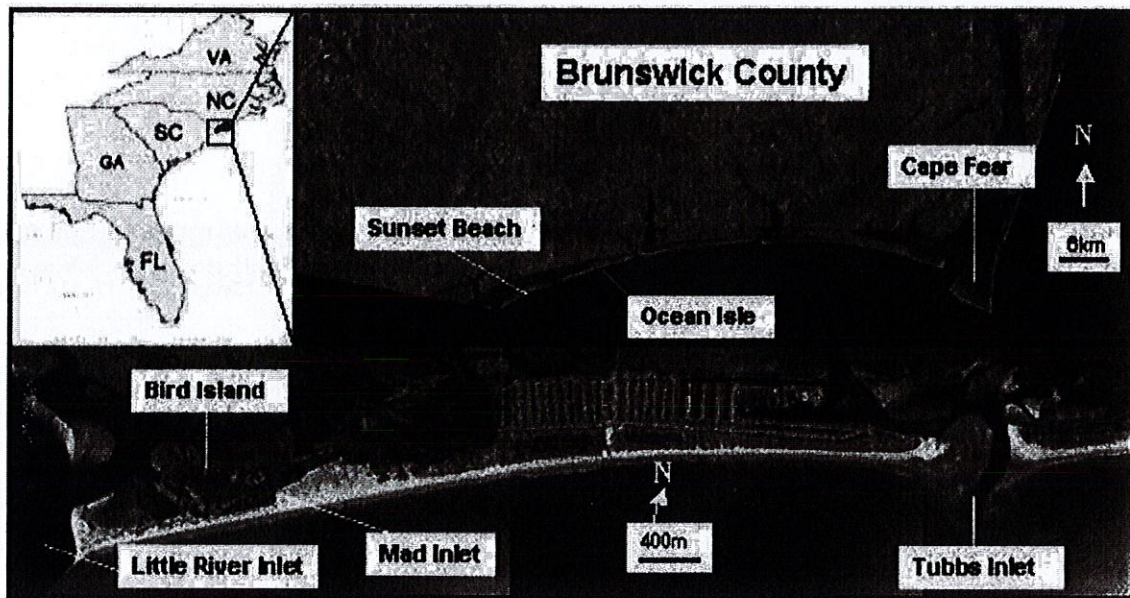 VA
NC
SC
GA
FL
Brunswick County
Cape Fear
N
6km
Sunset Beach
Ocean Isle
Bird Island
N
400m
Little River Inlet
Mad Inlet
Tubbs Inlet